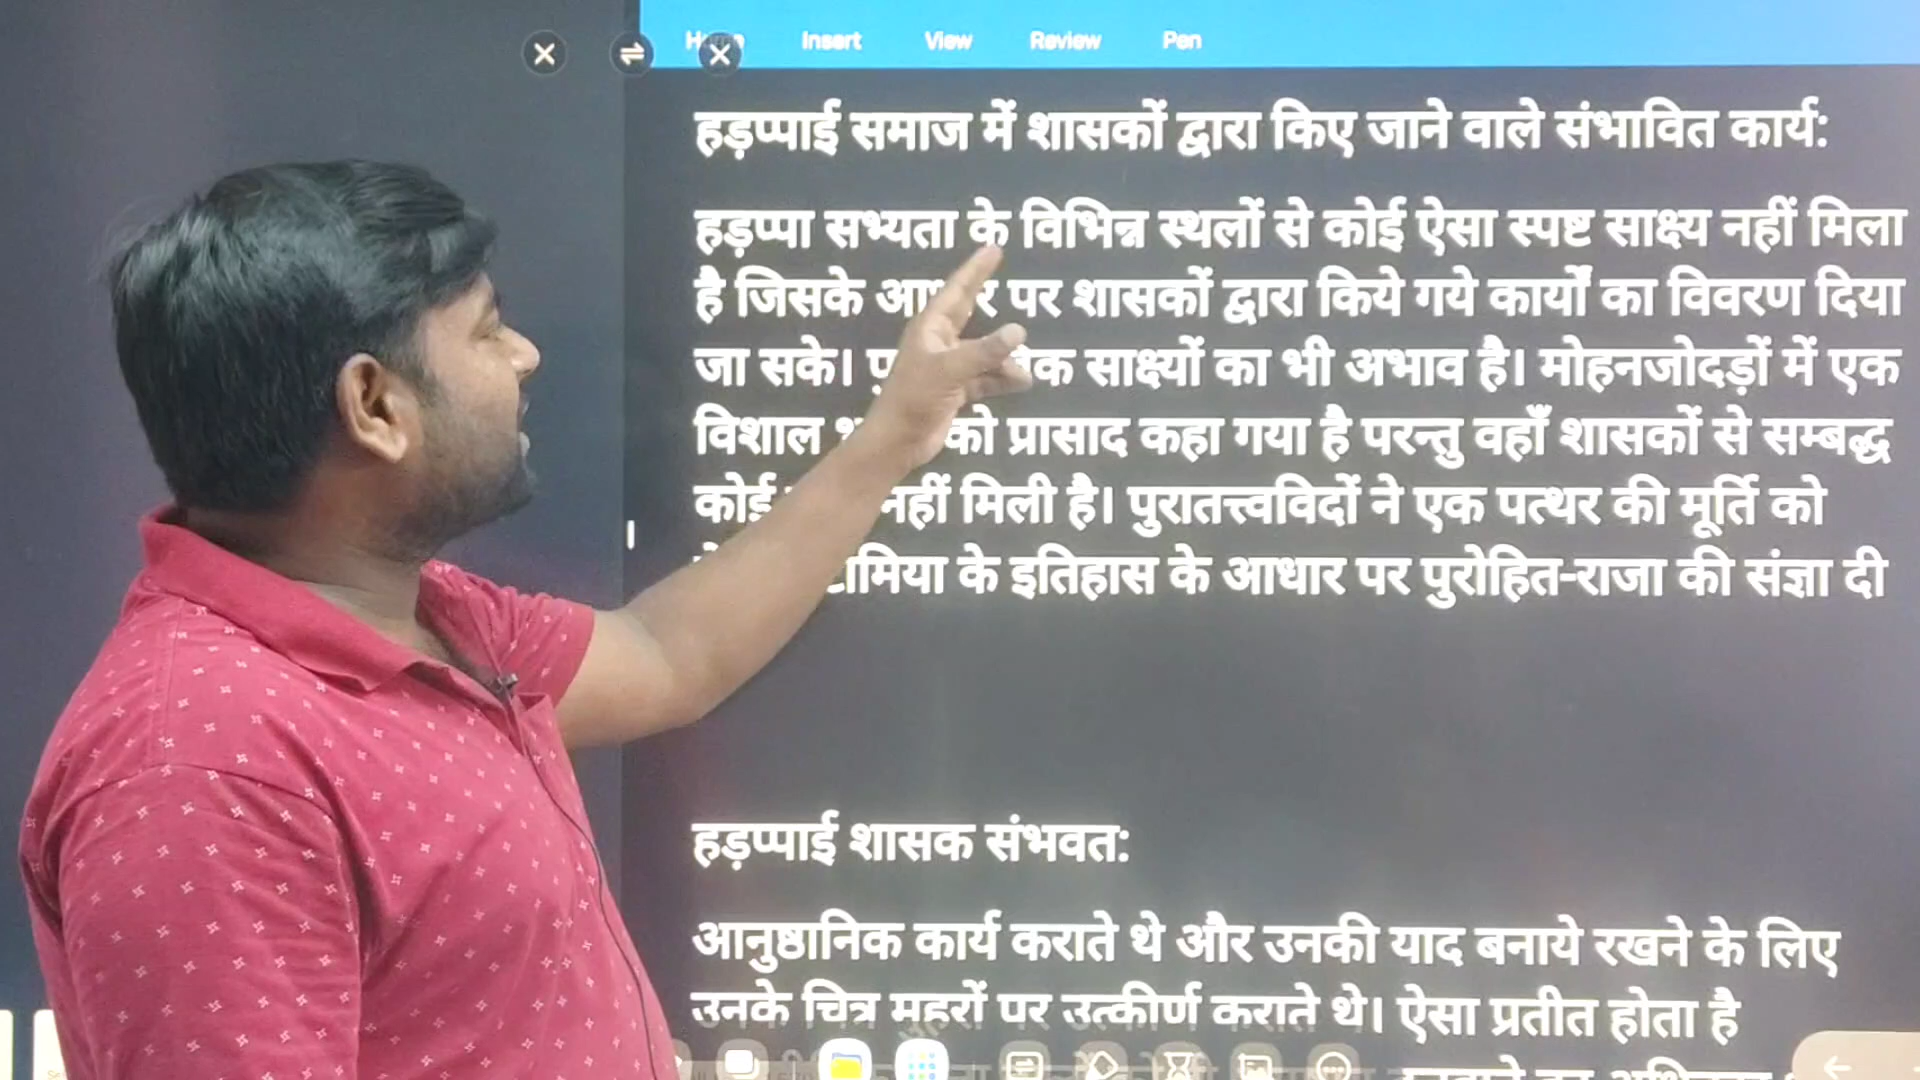 Insert View Review Pen
हड़प्पाई समाज में शासकों द्वारा किए जाने वाले संभावित कार्य:
हड़प्पा सभ्यता के विभिन्न स्थलों से कोई ऐसा स्पष्ट साक्ष्य नहीं मिला
है जिसके पर शासकों द्वारा किये गये कार्यों का विवरण दिया
जा सके। साक्ष्यों का भी अभाव है। मोहनजोदड़ों में एक
विशाल को प्रासाद कहा गया है परन्तु वहाँ शासकों से सम्बद्ध
कोई नहीं मिली है। पुरातत्त्वविदों ने एक पत्थर की मूर्ति को
के इतिहास के आधार पर पुरोहित-राजा की संज्ञा दी
हड़प्पाई शासक संभवत:
आनुष्ठानिक कार्य कराते थे और उनकी याद बनाये रखने के लिए
उनके चित्र मुहरों पर उत्कीर्ण कराते थे। ऐसा प्रतीत होता है